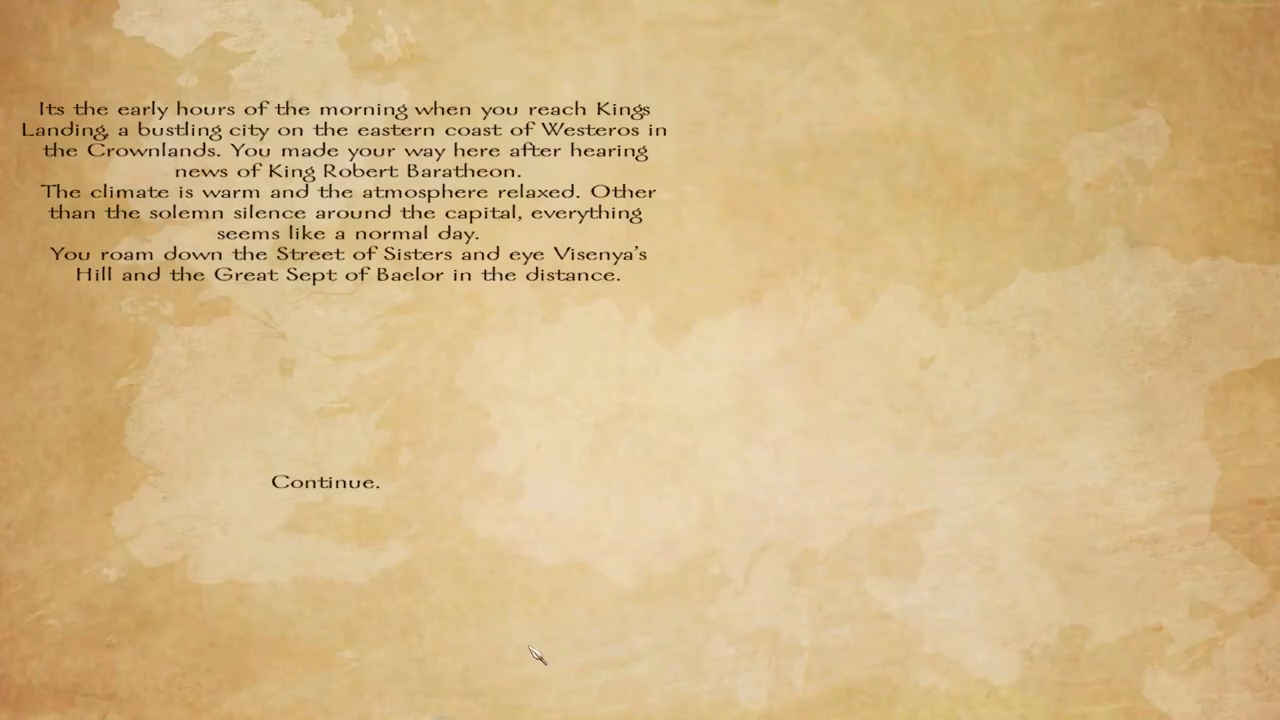 Its the early hours of the morning when you reach Kings
Landing, a bustling city on the eastern coast of Westeros in
the Crownlands. You made your way here after hearing
news of King Robert Baratheon.
The climate is warm and the atmosphere relaxed. Other
than the solemn silence around the capital, everything
seems like a normal day.
You roam down the Street of Sisters and eye Visenya's
Hill and the Great Sept of Baelor in the distance.
Continue.